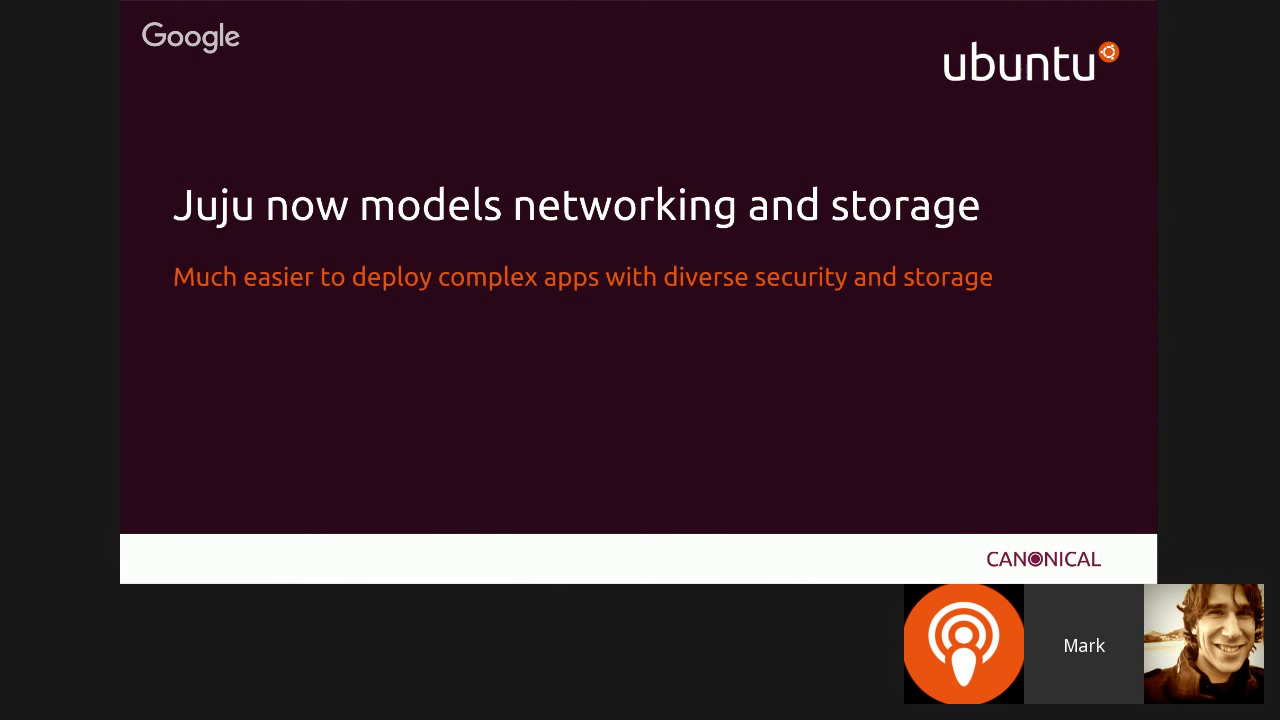 Google
ubuntu
Juju now models networking and storage
Much easier to deploy complex apps with diverse security and storage
CANONICAL
Mark